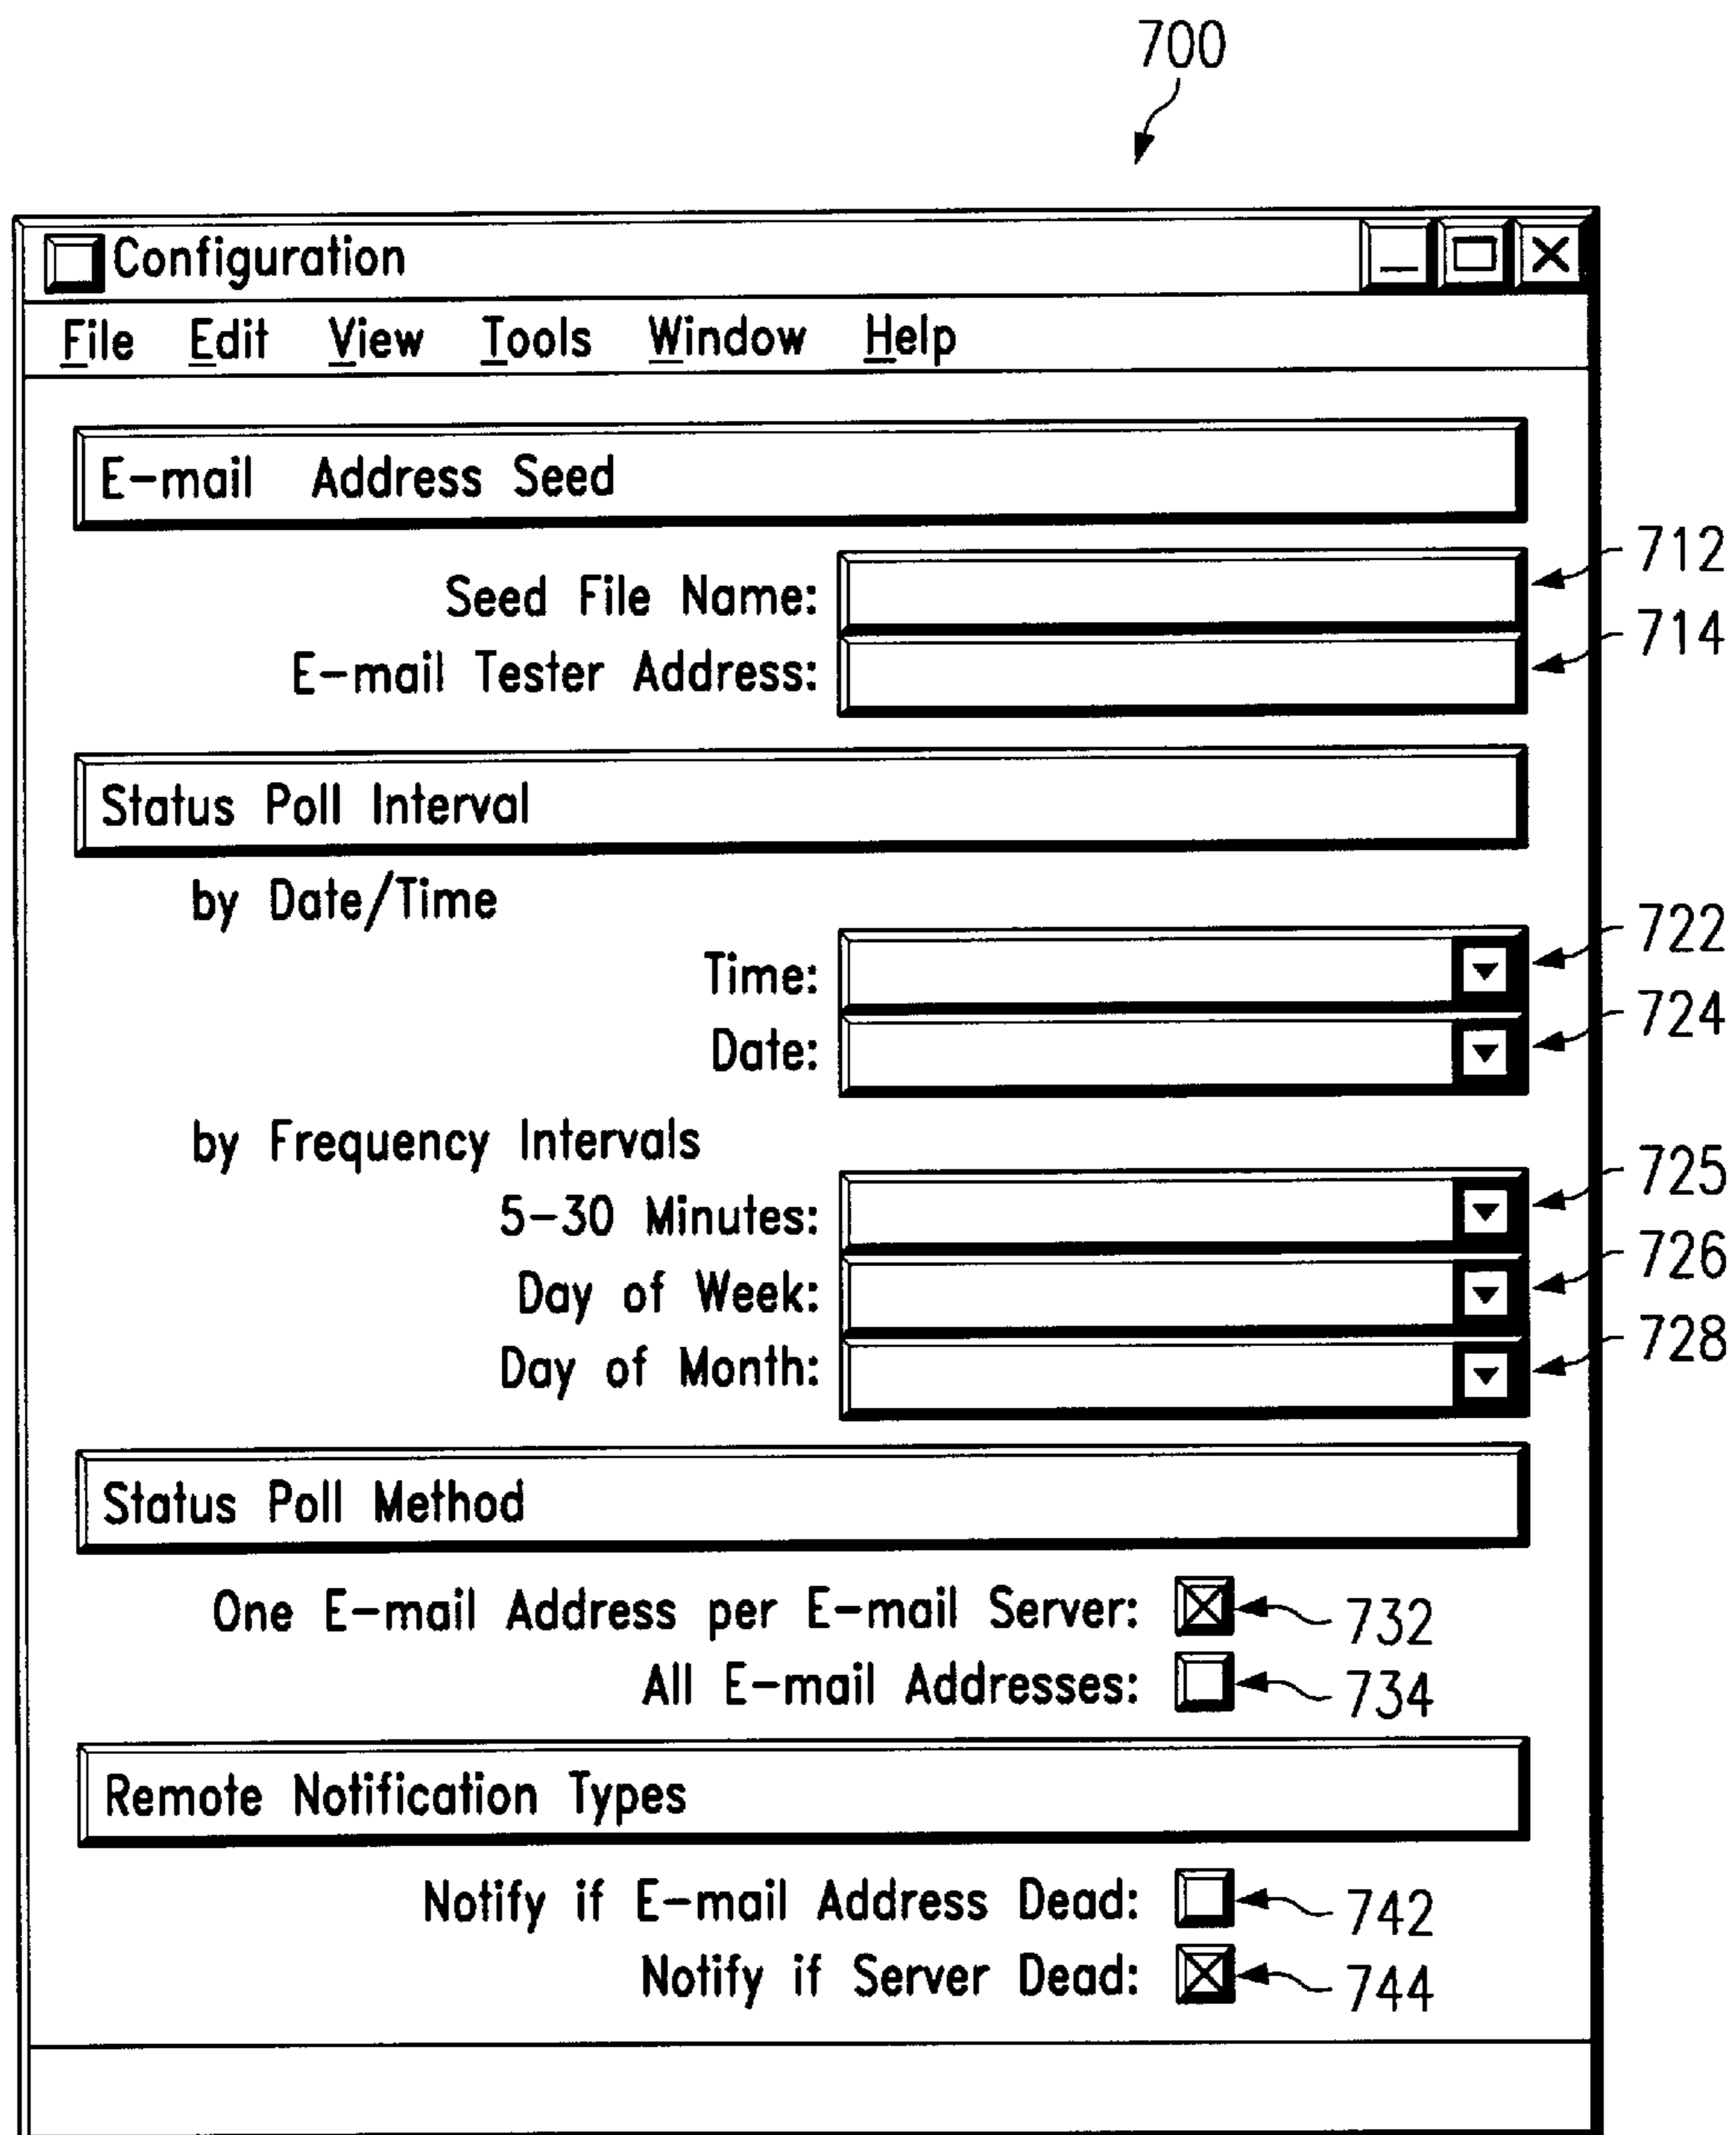 700
Configuration
File Edit View Tools Window Help
E-mail Address Seed
Seed File Name: 712
E-mail Tester Address: 714
Status Poll Interval
by Date/Time
Time: 722
Date: 724
by Frequency Intervals
5-30 Minutes: 725
Day of Week: 726
Day of Month: 728
Status Poll Method
One E-mail Address per E-mail Server: 732
All E-mail Addresses: 734
Remote Notification Types
Notify if E-mail Address Dead: 742
Notify if Server Dead: 744